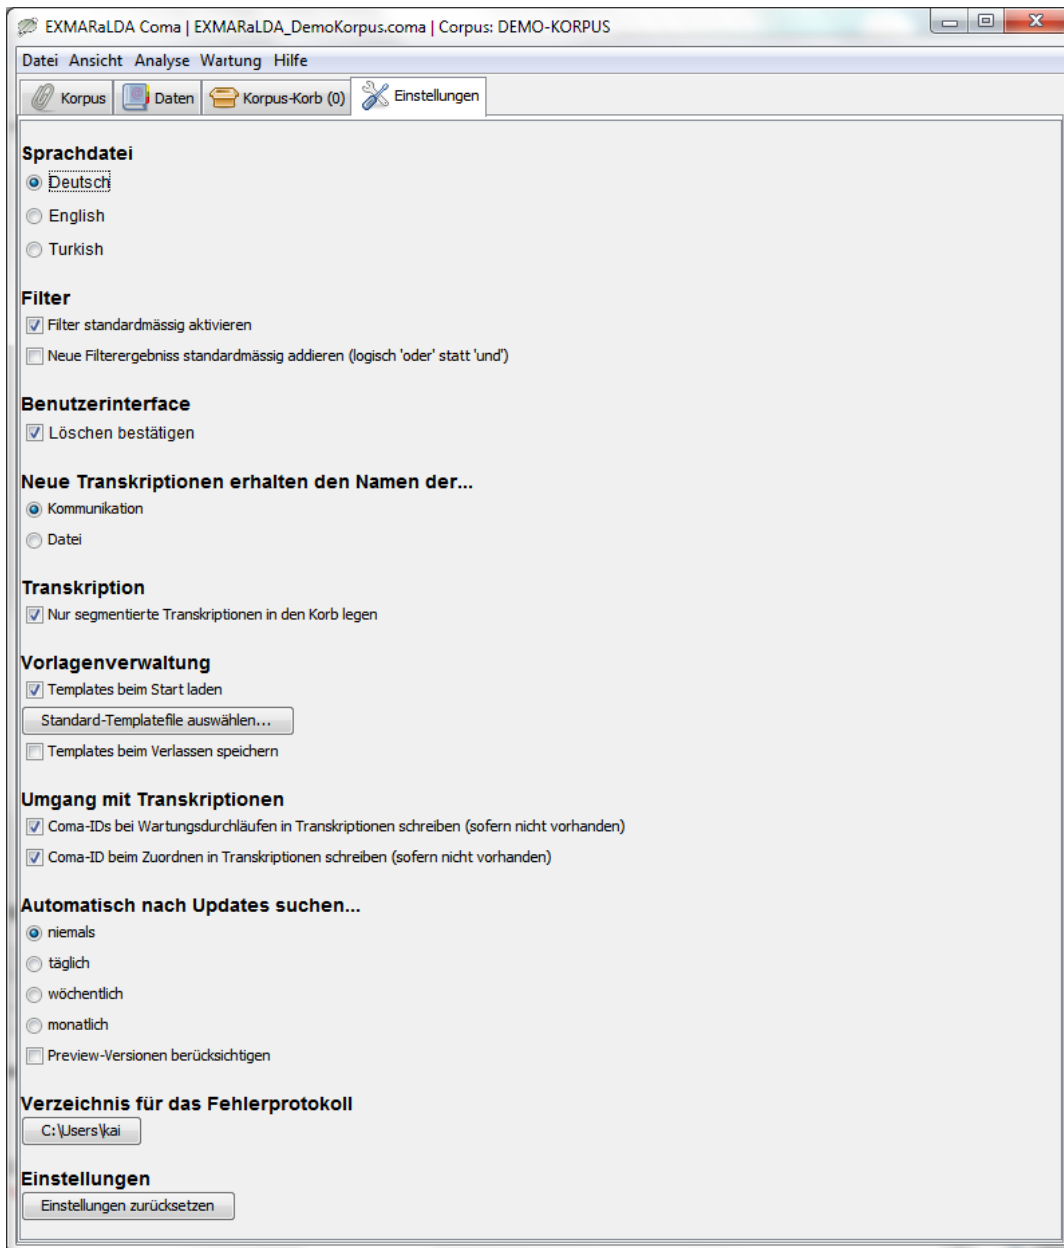 EXMARaLDA Coma | EXMARaLDA_DemoKorpus.coma | Corpus: DEMO-KORPUS
Datei Ansicht Analyse Wartung Hilfe
Korpus Daten Korpus-Korb (0) Einstellungen
Sprachdatei
Deutsch
English
Turkish
Filter
Filter standardmässig aktivieren
Neue Filterergebniss standardmässig addieren (logisch 'oder' statt 'und')
Benutzerinterface
Löschen bestätigen
Neue Transkriptionen erhalten den Namen der...
Kommunikation
Datei
Transkription
Nur segmentierte Transkriptionen in den Korb legen
Vorlagenverwaltung
Templates beim Start laden
Standard-Templatefile auswählen...
Templates beim Verlassen speichern
Umgang mit Transkriptionen
Coma-IDs bei Wartungsdurchläufen in Transkriptionen schreiben (sofern nicht vorhanden)
Coma-ID beim Zuordnen in Transkriptionen schreiben (sofern nicht vorhanden)
Automatisch nach Updates suchen...
niemals
täglich
wöchentlich
monatlich
Preview-Versionen berücksichtigen
Verzeichnis für das Fehlerprotokoll
C:\Users\kai
Einstellungen
Einstellungen zurücksetzen